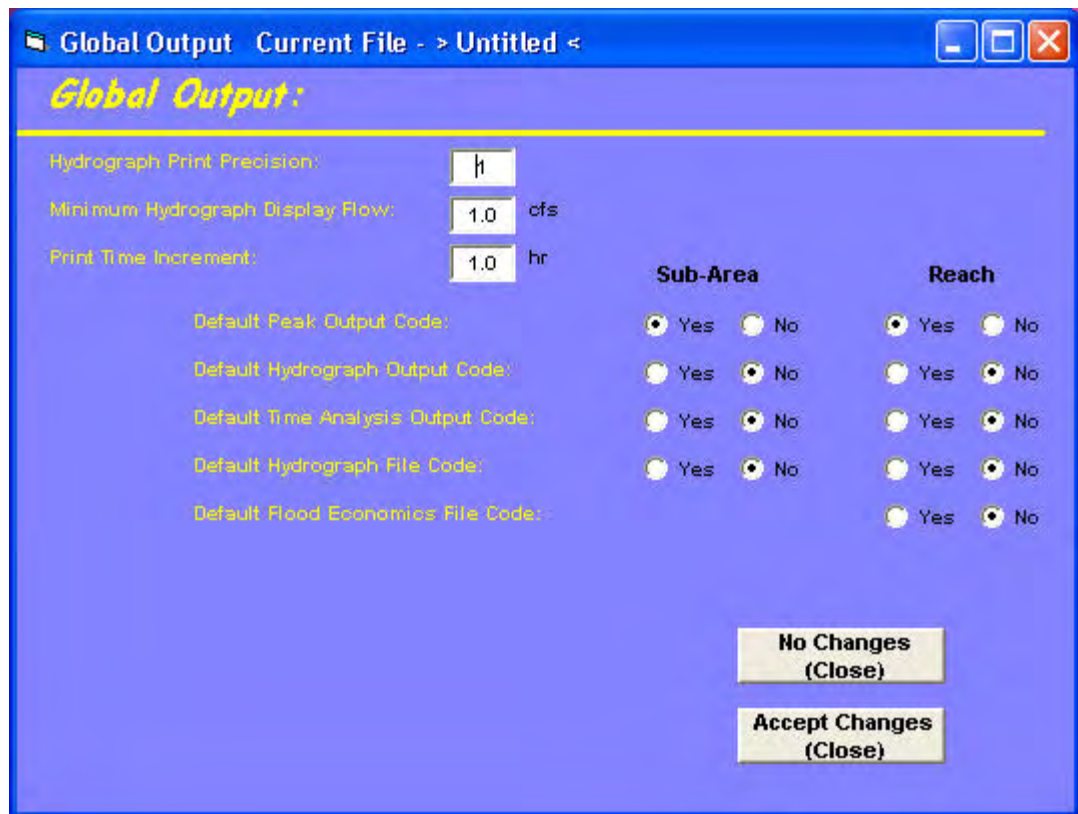 Global Output Current File - > Untitled <
Global Output:
Hydrograph Print Precision: 1
Minimum Hydrograph Display Flow: 1.0 cfs
Print Time Increment: 1.0 hr
Sub-Area Reach
Default Peak Output Code: Yes No Yes No
Default Hydrograph Output Code: Yes No Yes No
Default Time Analysis Output Code: Yes No Yes No
Default Hydrograph File Code: Yes No Yes No
Default Flood Economics File Code: Yes No
No Changes
(Close)
Accept Changes
(Close)